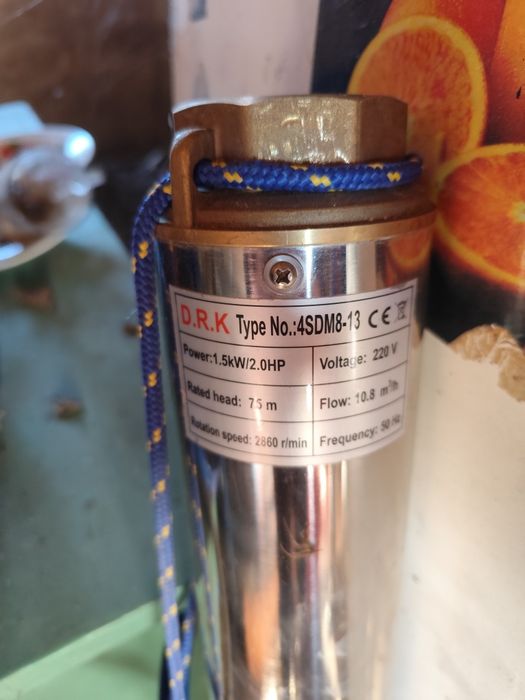 D.R.K Type No.:4SDM8-13 CE
Power:1.5kW/2.0HP Voltage: 220 V
Rated head: 75 m Flow: 10.8 m³/h
Rotation speed: 2860 r/min Frequency: 50 Hz